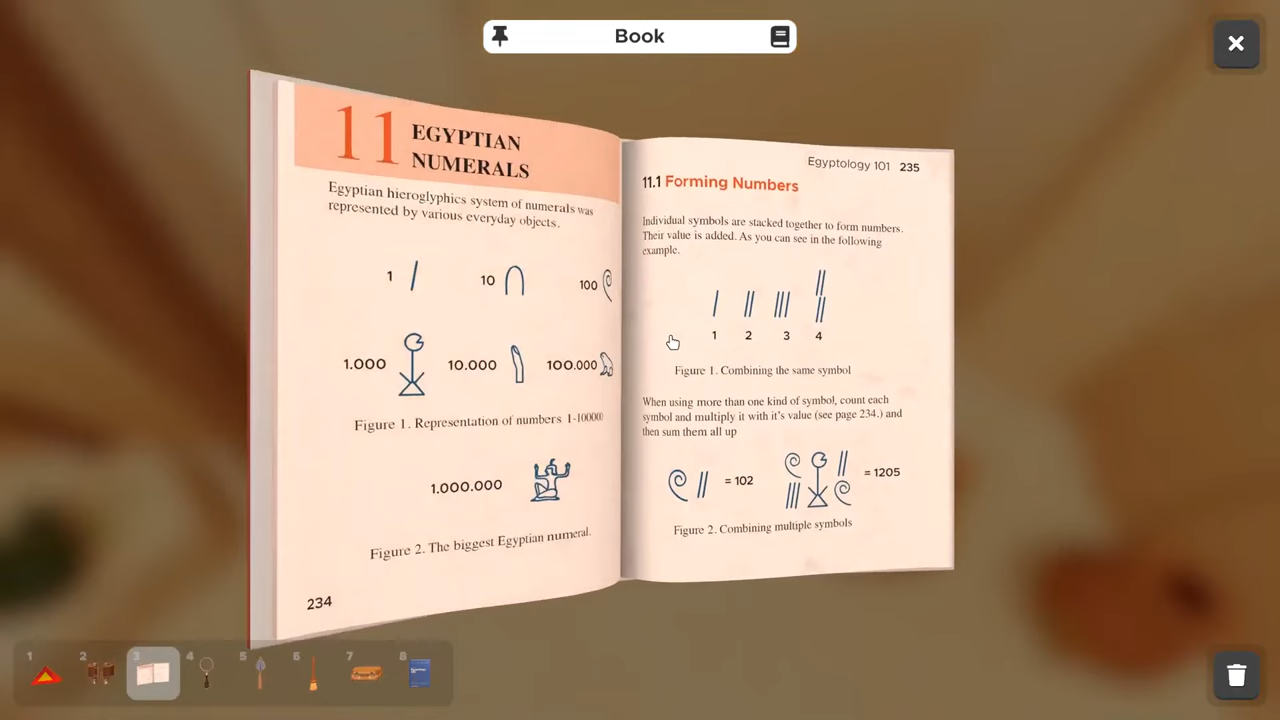 Book
11 EGYPTIAN
NUMERALS
Egyptian hieroglyphics system of numerals was
represented by various everyday objects.
1 10 100
1.000 10.000 100.000
Figure 1. Representation of numbers 1-100000
1.000.000
Figure 2. The biggest Egyptian numeral.
234
Egyptology 101 235
11.1 Forming Numbers
Individual symbols are stacked together to form numbers.
Their value is added. As you can see in the following
example.
1 2 3 4
Figure 1. Combining the same symbol
When using more than one kind of symbol, count each
symbol and multiply it with it's value (see page 234.) and
then sum them all up
= 102 = 1205
Figure 2. Combining multiple symbols
1 2 3 4 5 6 7 8